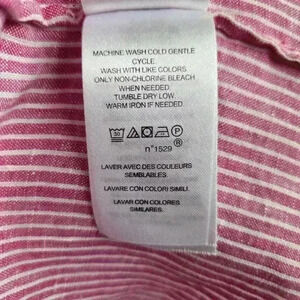 MACHINE WASH COLD GENTLE
CYCLE.
WASH WITH LIKE COLORS
ONLY NON-CHLORINE BLEACH
WHEN NEEDED.
TUMBLE DRY LOW
WARM IRON IF NEEDED.
30 P
n°1529
LAVER AVEC DES COULEURS
SEMBLABLES.
LAVARE CON COLORI SIMILI.
LAVAR CON COLORES
SIMILARES.